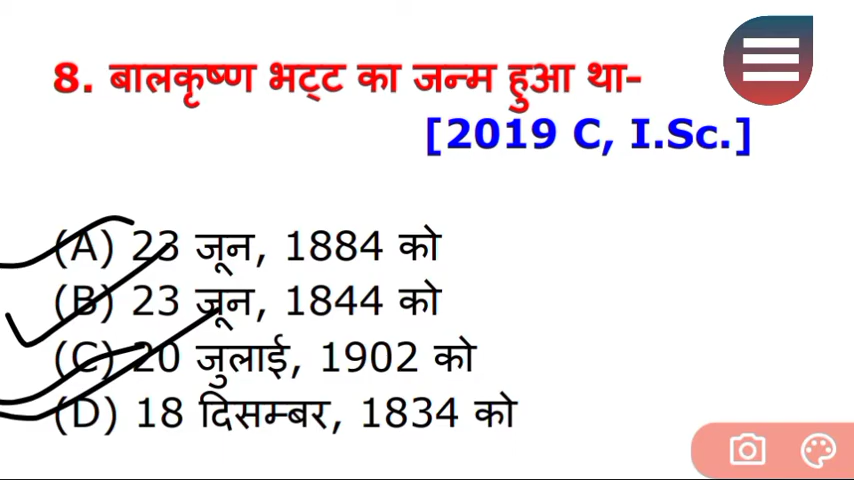 8. बालकृष्ण भट्ट का जन्म हुआ था-
[2019 C, I.Sc.]
(A) 23 जून, 1884 को
(B) 23 जून, 1844 को
(C) 20 जुलाई, 1902 को
(D) 18 दिसम्बर, 1834 को